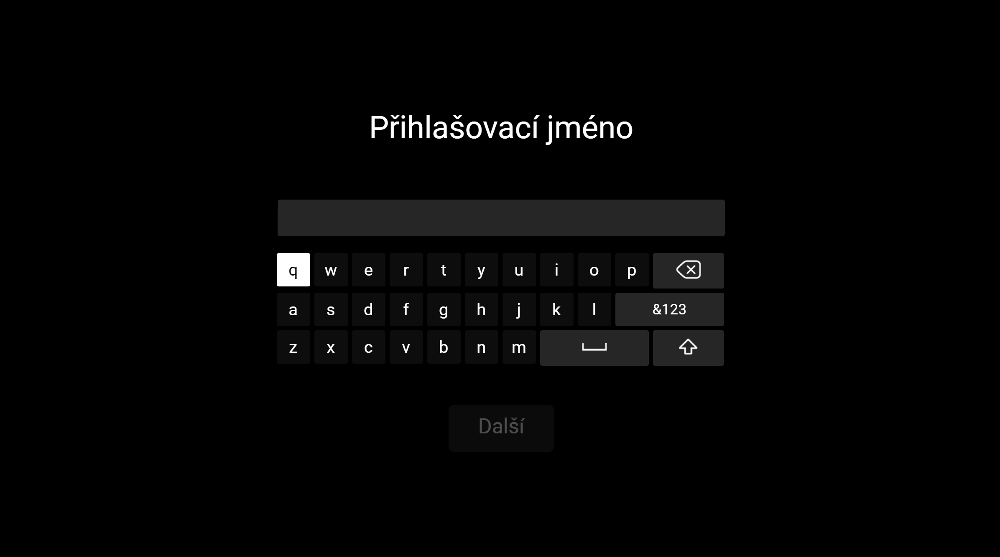 Přihlašovací jméno
q w e r t y u i o p
a s d f g h j k l &123
z x c v b n m
Další